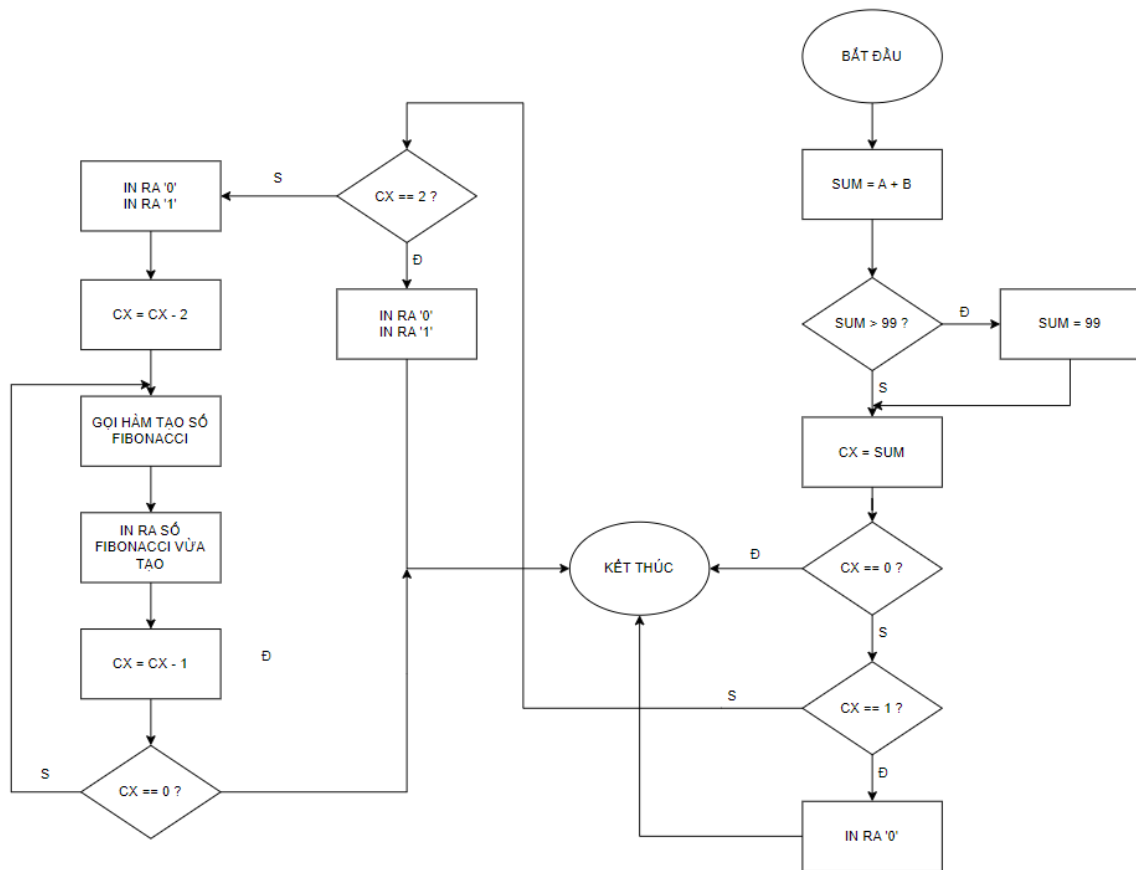 BẮT ĐẦU
SUM = A + B
SUM > 99 ?
Đ
SUM = 99
S
CX = SUM
CX == 0 ?
Đ
KẾT THÚC
S
CX == 1 ?
Đ
IN RA '0'
S
CX == 2 ?
Đ
IN RA '0'
IN RA '1'
S
IN RA '0'
IN RA '1'
CX = CX - 2
GỌI HÀM TẠO SỐ
FIBONACCI
IN RA SỐ
FIBONACCI VỪA
TẠO
CX = CX - 1
CX == 0 ?
S
Đ